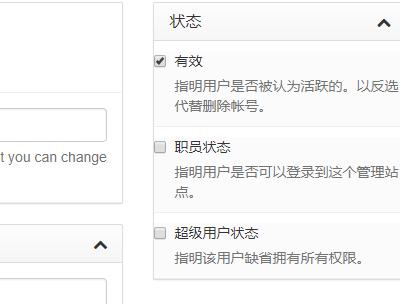 t you can change
状态
有效
指明用户是否被认为活跃的。以反选
代替删除帐号。
职员状态
指明用户是否可以登录到这个管理站
点。
超级用户状态
指明该用户缺省拥有所有权限。